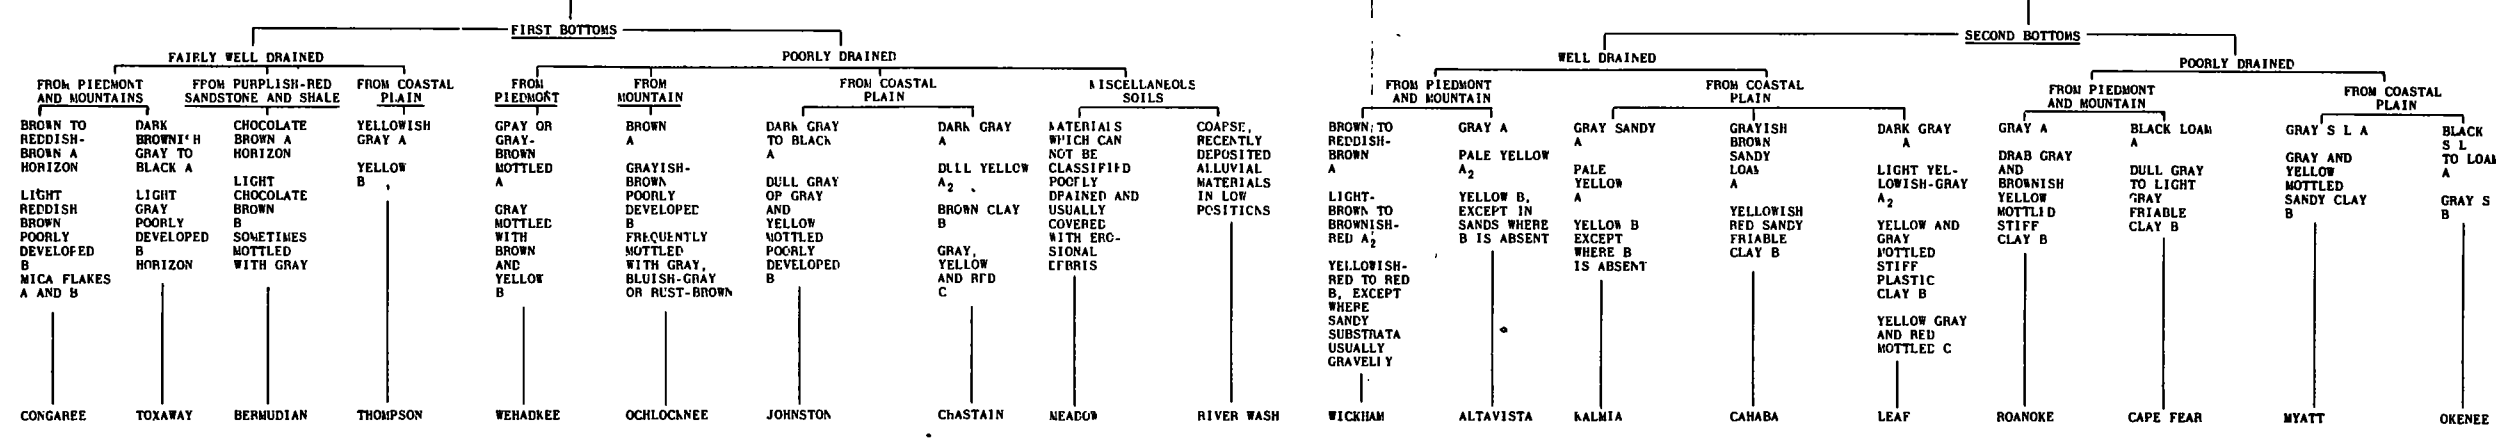 FIRST BOTTOMS
FAIRLY WELL DRAINED
POORLY DRAINED
FROM PIEDMONT
AND MOUNTAINS
FROM PURPLISH-RED
SANDSTONE AND SHALE
FROM COASTAL
PLAIN
FROM
PIEDMONT
FROM
MOUNTAIN
FROM COASTAL
PLAIN
MISCELLANEOUS
SOILS
BROWN TO
REDDISH-
BROWN A
HORIZON
LIGHT
REDDISH
BROWN
POORLY
DEVELOPED
B
MICA FLAKES
A AND B
CONGAREE
DARK
BROWNISH
GRAY TO
BLACK A
LIGHT
GRAY
POORLY
DEVELOPED
B
HORIZON
TOXAWAY
CHOCOLATE
BROWN A
HORIZON
LIGHT
CHOCOLATE
BROWN
B
SOMETIMES
MOTTLED
WITH GRAY
BERMUDIAN
YELLOWISH
GRAY A
YELLOW
B
THOMPSON
GRAY OR
GRAY-
BROWN
MOTTLED
A
GRAY
MOTTLED
WITH
BROWN
AND
YELLOW
B
WEHADKEE
BROWN
A
GRAYISH-
BROWN
POORLY
DEVELOPED
B
FREQUENTLY
MOTTLED
WITH GRAY,
BLUISH-GRAY
OR RUST-BROWN
OCHLOCKNEE
DARK GRAY
TO BLACK
A
DULL GRAY
OR GRAY
AND
YELLOW
MOTTLED
POORLY
DEVELOPED
B
JOHNSTON
DARK GRAY
A
DULL YELLOW
A2
BROWN CLAY
B
GRAY,
YELLOW
AND RED
C
CHASTAIN
MATERIALS
WHICH CAN
NOT BE
CLASSIFIED
POORLY
DRAINED AND
USUALLY
COVERED
WITH ERO-
SIONAL
DEBRIS
MEADOW
COARSE,
RECENTLY
DEPOSITED
ALLUVIAL
MATERIALS
IN LOW
POSITIONS
RIVER WASH
SECOND BOTTOMS
WELL DRAINED
POORLY DRAINED
FROM PIEDMONT
AND MOUNTAIN
FROM COASTAL
PLAIN
FROM PIEDMONT
AND MOUNTAIN
FROM COASTAL
PLAIN
BROWN TO
REDDISH-
BROWN
A
LIGHT-
BROWN TO
BROWNISH-
RED A2
YELLOWISH-
RED TO RED
B, EXCEPT
WHERE
SANDY
SUBSTRATA
USUALLY
GRAVELLY
WICKHAM
GRAY A
PALE YELLOW
A2
YELLOW B,
EXCEPT IN
SANDS WHERE
B IS ABSENT
ALTAVISTA
GRAY SANDY
A
PALE
YELLOW
A
YELLOW B
EXCEPT
WHERE B
IS ABSENT
KALMIA
GRAYISH
BROWN
SANDY
LOAM
A
YELLOWISH
RED SANDY
FRIABLE
CLAY B
CAHABA
DARK GRAY
A
LIGHT YEL-
LOWISH-GRAY
A2
YELLOW AND
GRAY
MOTTLED
STIFF
PLASTIC
CLAY B
YELLOW GRAY
AND RED
MOTTLED C
LEAF
GRAY A
DRAB GRAY
AND
BROWNISH
YELLOW
MOTTLED
STIFF
CLAY B
ROANOKE
BLACK LOAM
A
DULL GRAY
TO LIGHT
GRAY
FRIABLE
CLAY B
CAPE FEAR
GRAY S L A
GRAY AND
YELLOW
MOTTLED
SANDY CLAY
B
MYATT
BLACK
S L
TO LOAM
A
GRAY S
B
OKENEE